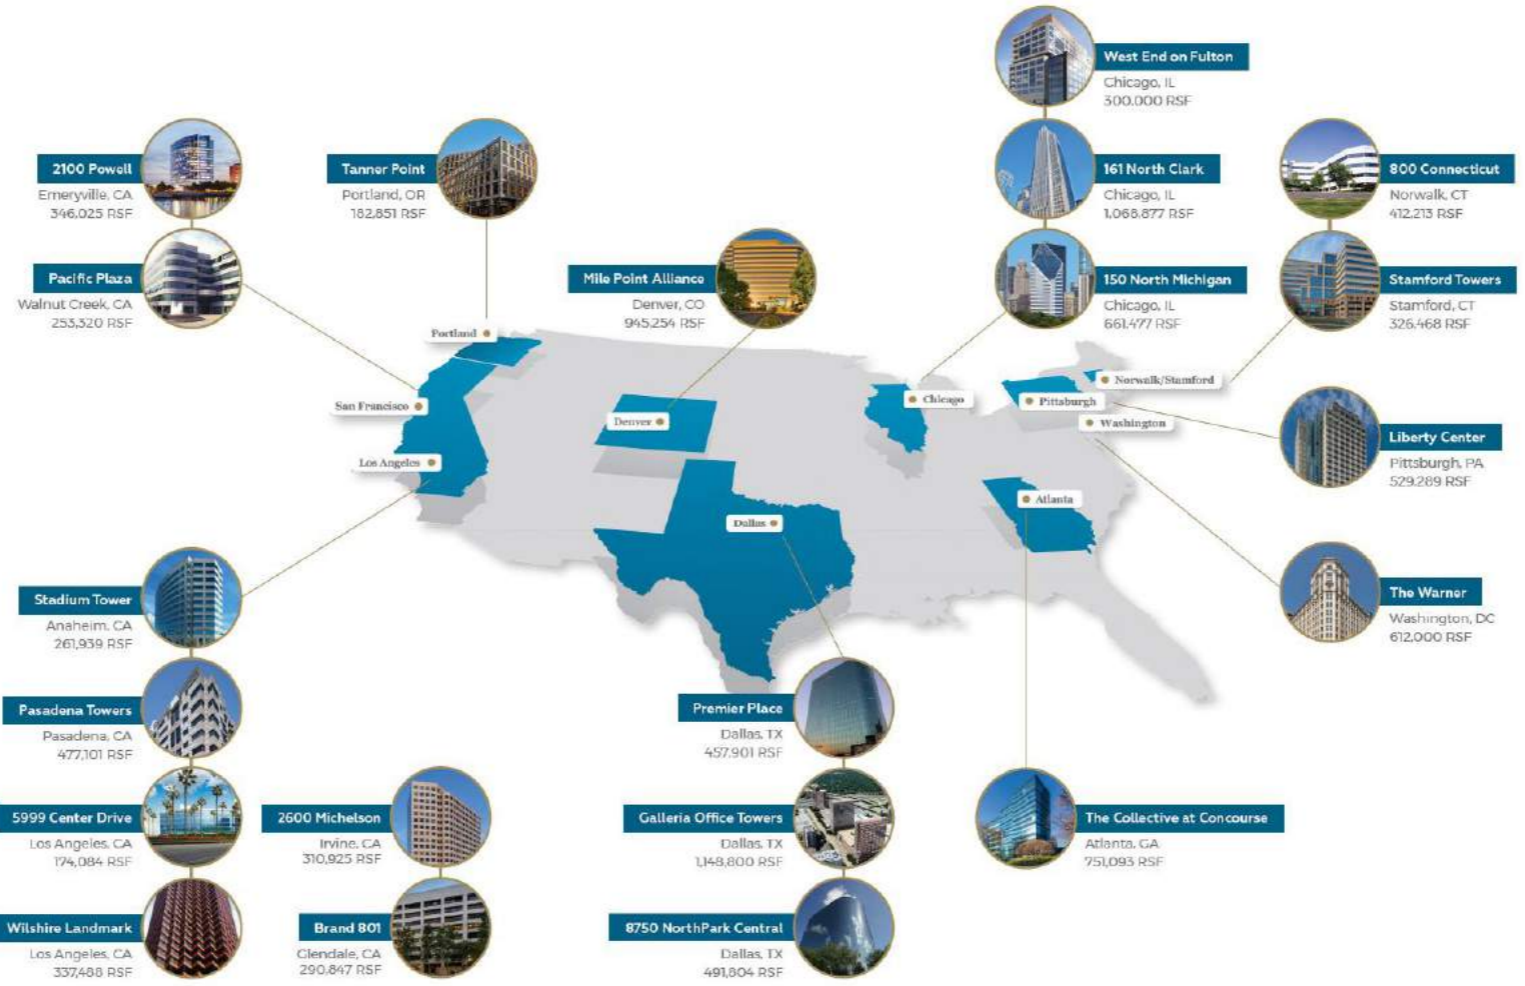 West End on Fulton
Chicago, IL
300,000 RSF
2100 Powell
Emeryville, CA
346,025 RSF
Tanner Point
Portland, OR
182,851 RSF
161 North Clark
Chicago, IL
1,068,877 RSF
800 Connecticut
Norwalk, CT
412,213 RSF
Pacific Plaza
Walnut Creek, CA
253,320 RSF
Mile Point Alliance
Denver, CO
945,254 RSF
150 North Michigan
Chicago, IL
661,477 RSF
Stamford Towers
Stamford, CT
326,468 RSF
Portland
San Francisco
Los Angeles
Denver
Dallas
Chicago
Norwalk/Stamford
Pittsburgh
Washington
Atlanta
Liberty Center
Pittsburgh, PA
529,289 RSF
The Warner
Washington, DC
612,000 RSF
Stadium Tower
Anaheim, CA
261,939 RSF
Pasadena Towers
Pasadena, CA
477,101 RSF
5999 Center Drive
Los Angeles, CA
174,084 RSF
Wilshire Landmark
Los Angeles, CA
337,488 RSF
2600 Michelson
Irvine, CA
310,925 RSF
Brand 801
Glendale, CA
290,847 RSF
Premier Place
Dallas, TX
457,901 RSF
Galleria Office Towers
Dallas, TX
1,148,800 RSF
8750 NorthPark Central
Dallas, TX
491,804 RSF
The Collective at Concourse
Atlanta, GA
751,093 RSF